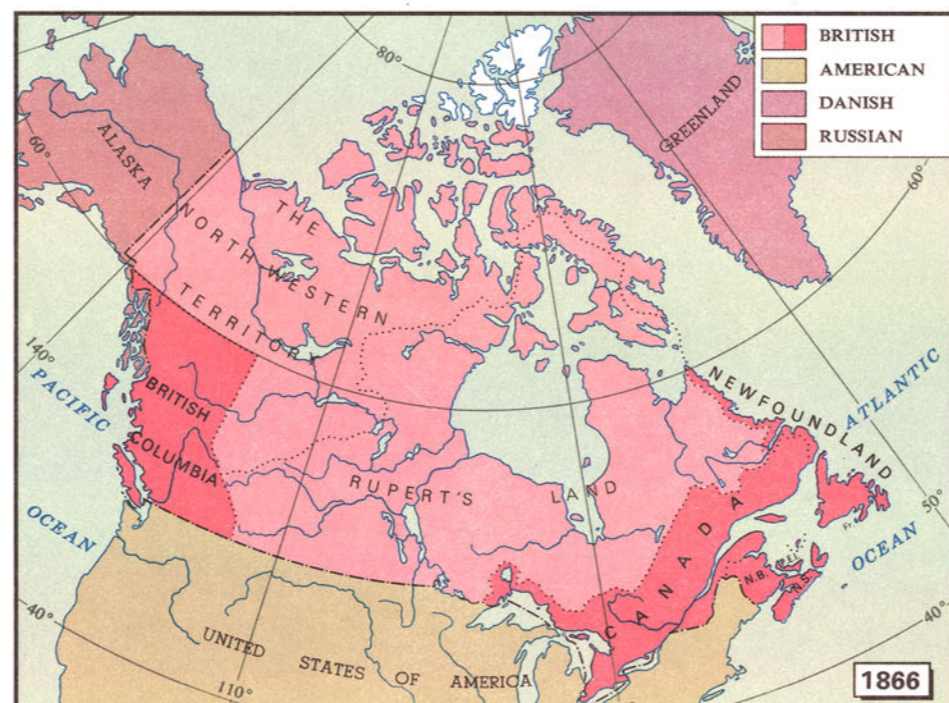 BRITISH
AMERICAN
DANISH
RUSSIAN
80°
60°
60°
ALASKA
GREENLAND
THE
NORTH-WESTERN
TERRITORY
140°
PACIFIC
OCEAN
BRITISH
COLUMBIA
RUPERT'S LAND
NEWFOUNDLAND
ATLANTIC
OCEAN
CANADA
50°
Fr.
P.E.I.
N.B.
N.S.
40°
40°
110°
UNITED STATES OF AMERICA
1866